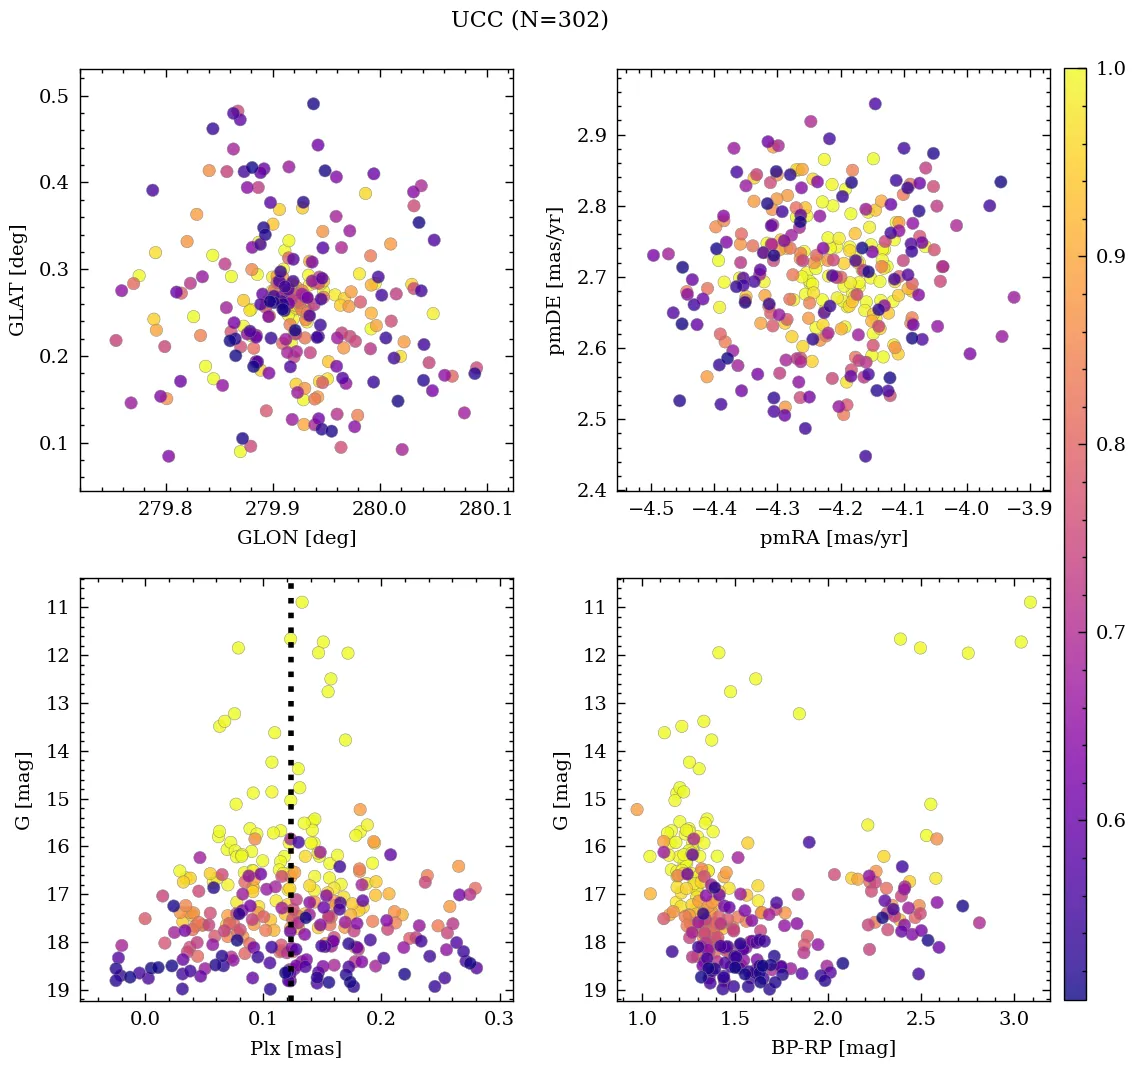 UCC (N=302)
0.5
0.4
0.3
0.2
0.1
GLAT [deg]
279.8 279.9 280.0 280.1
GLON [deg]
2.9
2.8
2.7
2.6
2.5
2.4
pmDE [mas/yr]
−4.5 −4.4 −4.3 −4.2 −4.1 −4.0 −3.9
pmRA [mas/yr]
1.0
0.9
0.8
0.7
0.6
11
12
13
14
15
16
17
18
19
G [mag]
0.0 0.1 0.2 0.3
Plx [mas]
11
12
13
14
15
16
17
18
19
G [mag]
1.0 1.5 2.0 2.5 3.0
BP-RP [mag]